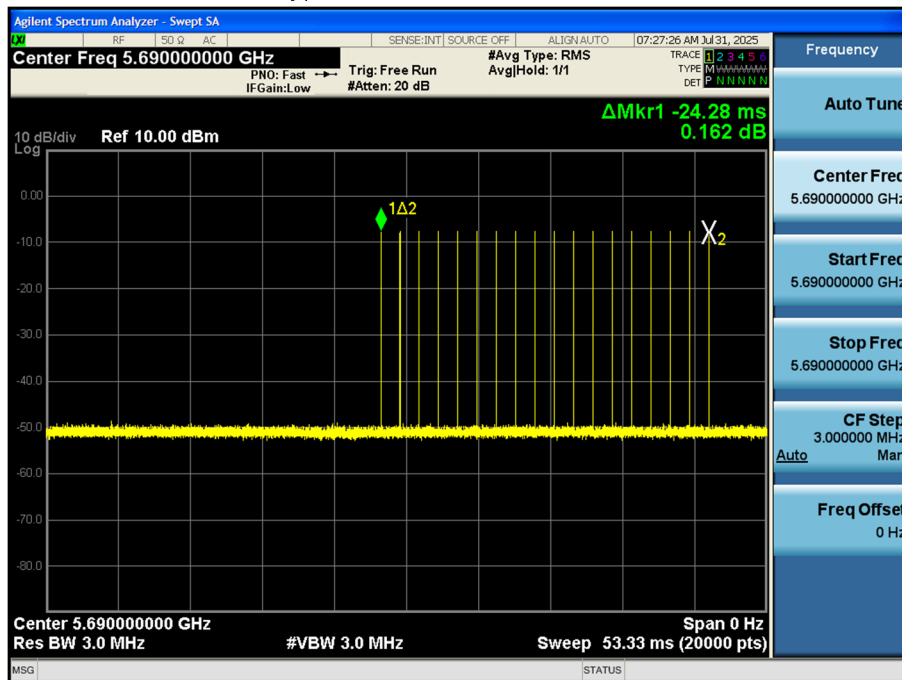 Agilent Spectrum Analyzer - Swept SA
LXI RF 50 Ω AC SENSE:INT SOURCE OFF ALIGN AUTO 07:27:26 AM Jul 31, 2025
Center Freq 5.690000000 GHz
PNO: Fast
IFGain:Low
Trig: Free Run
#Atten: 20 dB
#Avg Type: RMS
Avg|Hold: 1/1
TRACE 1 2 3 4 5 6
TYPE M W W W W W
DET P N N N N N
ΔMkr1 -24.28 ms
0.162 dB
10 dB/div Ref 10.00 dBm
Log
0.00
-10.0
-20.0
-30.0
-40.0
-50.0
-60.0
-70.0
-80.0
1Δ2
X2
Center 5.690000000 GHz Span 0 Hz
Res BW 3.0 MHz #VBW 3.0 MHz Sweep 53.33 ms (20000 pts)
MSG STATUS
Frequency
Auto Tune
Center Freq
5.690000000 GHz
Start Freq
5.690000000 GHz
Stop Freq
5.690000000 GHz
CF Step
3.000000 MHz
Auto Man
Freq Offset
0 Hz